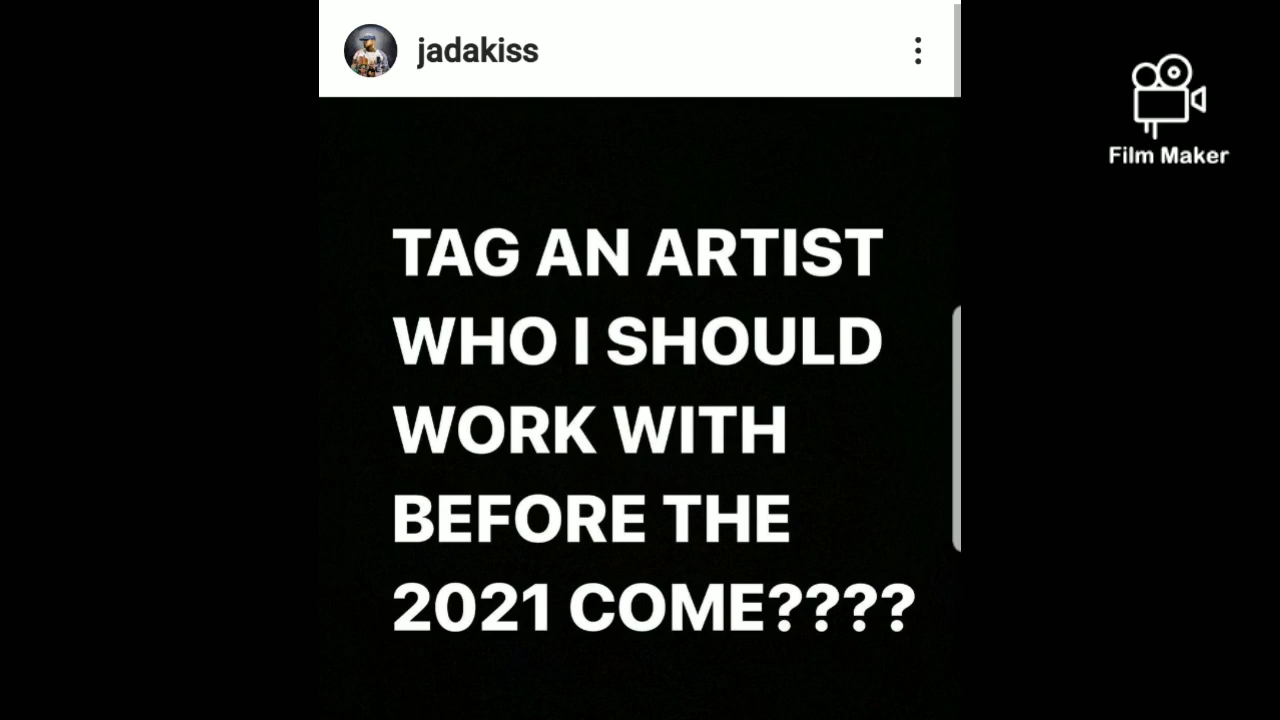 jadakiss
Film Maker
TAG AN ARTIST
WHO I SHOULD
WORK WITH
BEFORE THE
2021 COME????